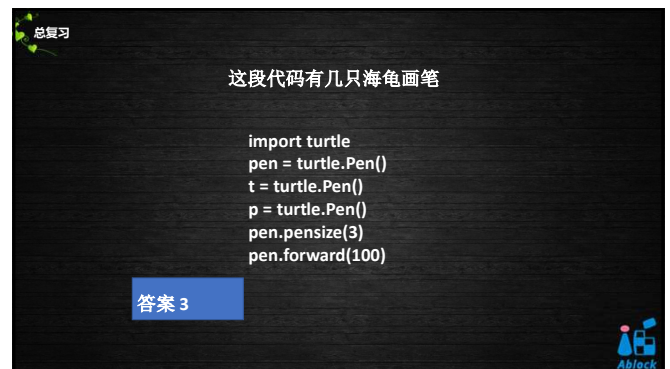 总复习
这段代码有几只海龟画笔
import turtle
pen = turtle.Pen()
t = turtle.Pen()
p = turtle.Pen()
pen.pensize(3)
pen.forward(100)
答案 3
Ablock